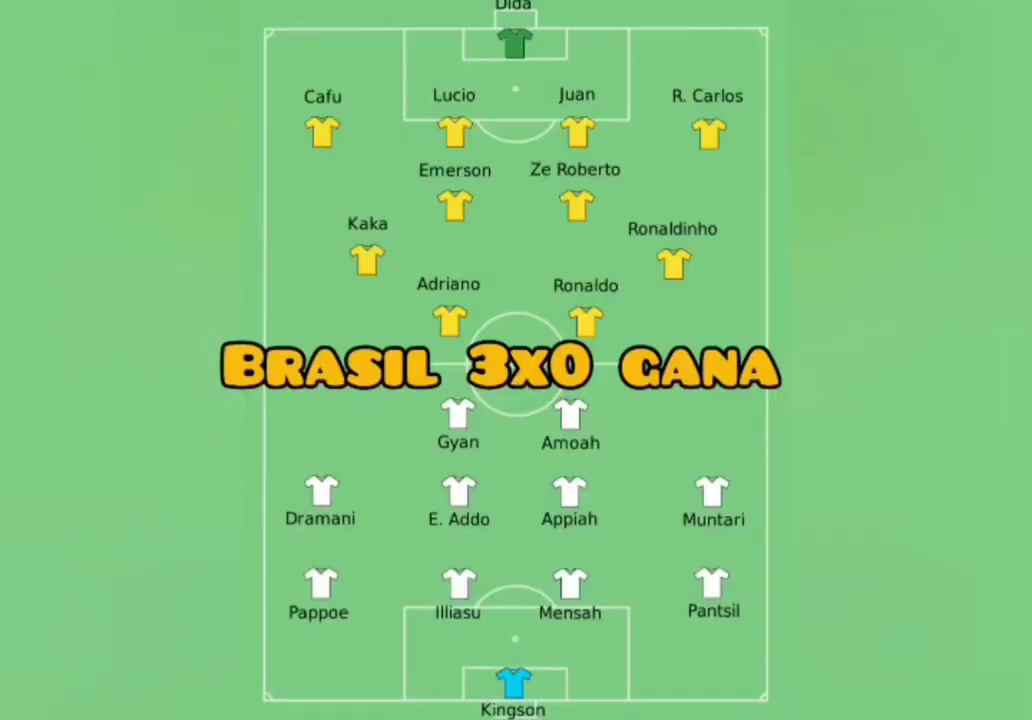 Dida
Cafu Lucio Juan R. Carlos
Emerson Ze Roberto
Kaka Ronaldinho
Adriano Ronaldo
BRASIL 3X0 GANA
Gyan Amoah
Dramani E. Addo Appiah Muntari
Pappoe Illiasu Mensah Pantsil
Kingson